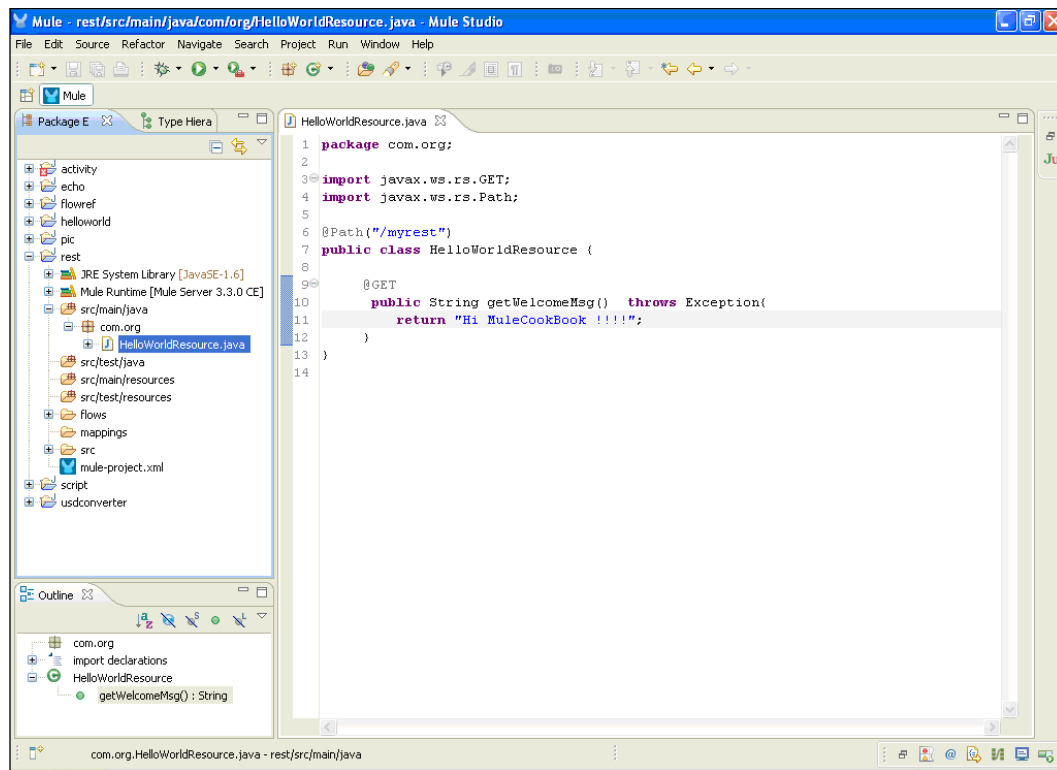 Mule - rest/src/main/java/com/org/HelloWorldResource.java - Mule Studio
File Edit Source Refactor Navigate Search Project Run Window Help
Mule
Package E
Type Hiera
HelloWorldResource.java
activity
echo
flowref
helloworld
pic
rest
JRE System Library [JavaSE-1.6]
Mule Runtime [Mule Server 3.3.0 CE]
src/main/java
com.org
HelloWorldResource.java
src/test/java
src/main/resources
src/test/resources
flows
mappings
src
mule-project.xml
script
usdconverter
1 package com.org;
2
3 import javax.ws.rs.GET;
4 import javax.ws.rs.Path;
5
6 @Path("/myrest")
7 public class HelloWorldResource {
8
9 @GET
10 public String getWelcomeMsg() throws Exception{
11 return "Hi MuleCookBook !!!!";
12 }
13 }
14
Ju
Outline
com.org
import declarations
HelloWorldResource
getWelcomeMsg() : String
com.org.HelloWorldResource.java - rest/src/main/java